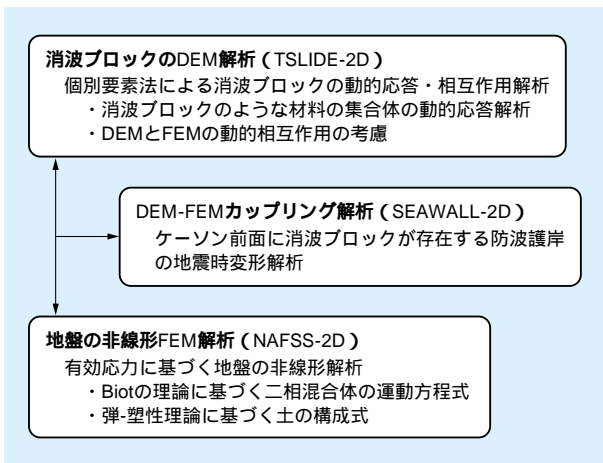 消波ブロックのDEM解析（TSLIDE-2D）
個別要素法による消波ブロックの動的応答・相互作用解析
・消波ブロックのような材料の集合体の動的応答解析
・DEMとFEMの動的相互作用の考慮
DEM-FEMカップリング解析（SEAWALL-2D）
ケーソン前面に消波ブロックが存在する防波護岸
の地震時変形解析
地盤の非線形FEM解析（NAFSS-2D）
有効応力に基づく地盤の非線形解析
・Biotの理論に基づく二相混合体の運動方程式
・弾-塑性理論に基づく土の構成式